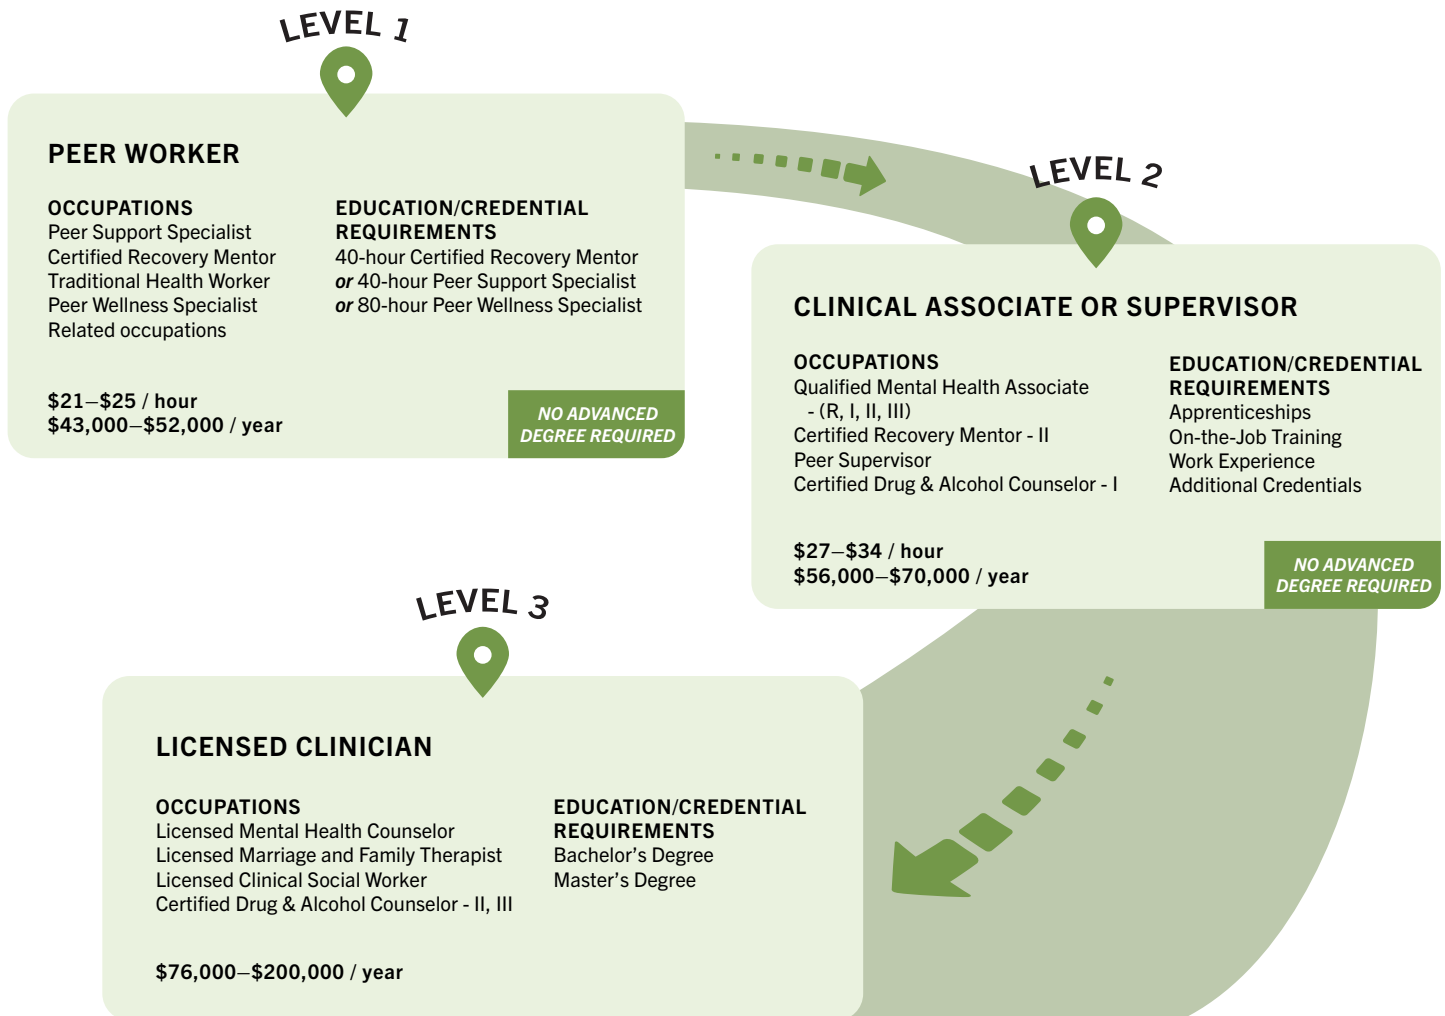 LEVEL 1
PEER WORKER
OCCUPATIONS
Peer Support Specialist
Certified Recovery Mentor
Traditional Health Worker
Peer Wellness Specialist
Related occupations
EDUCATION/CREDENTIAL
REQUIREMENTS
40-hour Certified Recovery Mentor
or 40-hour Peer Support Specialist
or 80-hour Peer Wellness Specialist
$21–$25 / hour
$43,000–$52,000 / year
NO ADVANCED
DEGREE REQUIRED
LEVEL 2
CLINICAL ASSOCIATE OR SUPERVISOR
OCCUPATIONS
Qualified Mental Health Associate
- (R, I, II, III)
Certified Recovery Mentor - II
Peer Supervisor
Certified Drug & Alcohol Counselor - I
EDUCATION/CREDENTIAL
REQUIREMENTS
Apprenticeships
On-the-Job Training
Work Experience
Additional Credentials
$27–$34 / hour
$56,000–$70,000 / year
NO ADVANCED
DEGREE REQUIRED
LEVEL 3
LICENSED CLINICIAN
OCCUPATIONS
Licensed Mental Health Counselor
Licensed Marriage and Family Therapist
Licensed Clinical Social Worker
Certified Drug & Alcohol Counselor - II, III
EDUCATION/CREDENTIAL
REQUIREMENTS
Bachelor’s Degree
Master’s Degree
$76,000–$200,000 / year